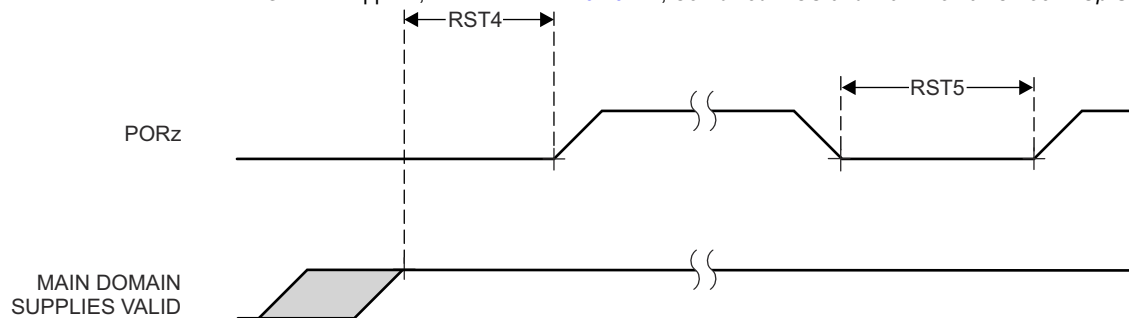 RST4
RST5
PORz
MAIN DOMAIN
SUPPLIES VALID